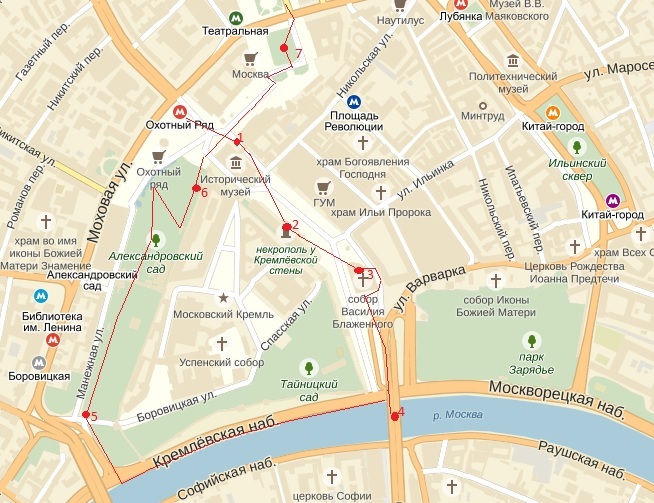 Наутилус
Музей В.В.
Маяковского
Лубянка
Театральная
Газетный пер.
Никитский пер.
7
Москва
Никольская ул.
Политехнический
музей
ул. Маросе
Охотный Ряд
1
Площадь
Революции
Минтруд
Китай-город
икитская ул.
Охотный
ряд
Исторический
музей
храм Богоявления
Господня
Ильинский
сквер
Романов пер.
Моховая ул.
6
ГУМ
ул. Ильинка
храм Ильи Пророка
Никольский пер.
Ипатьевский пер.
Китай-город
2
храм во имя
иконы Божией
Матери Знамение
Александровский
сад
некрополь у
Кремлёвской
стены
храм Всех С
Александровский
сад
3
ул. Варварка
Церковь Рождества
Иоанна Предтечи
Библиотека
им. Ленина
Московский Кремль
Спасская ул.
собор
Василия
Блаженного
собор Иконы
Божией Матери
Боровицкая
Манежная ул.
Успенский собор
парк
Зарядье
Тайницкий
сад
Боровицкая ул.
Москворецкая наб.
5
4
р. Москва
Кремлёвская наб.
Софийская наб.
Раушская наб.
церковь Софии